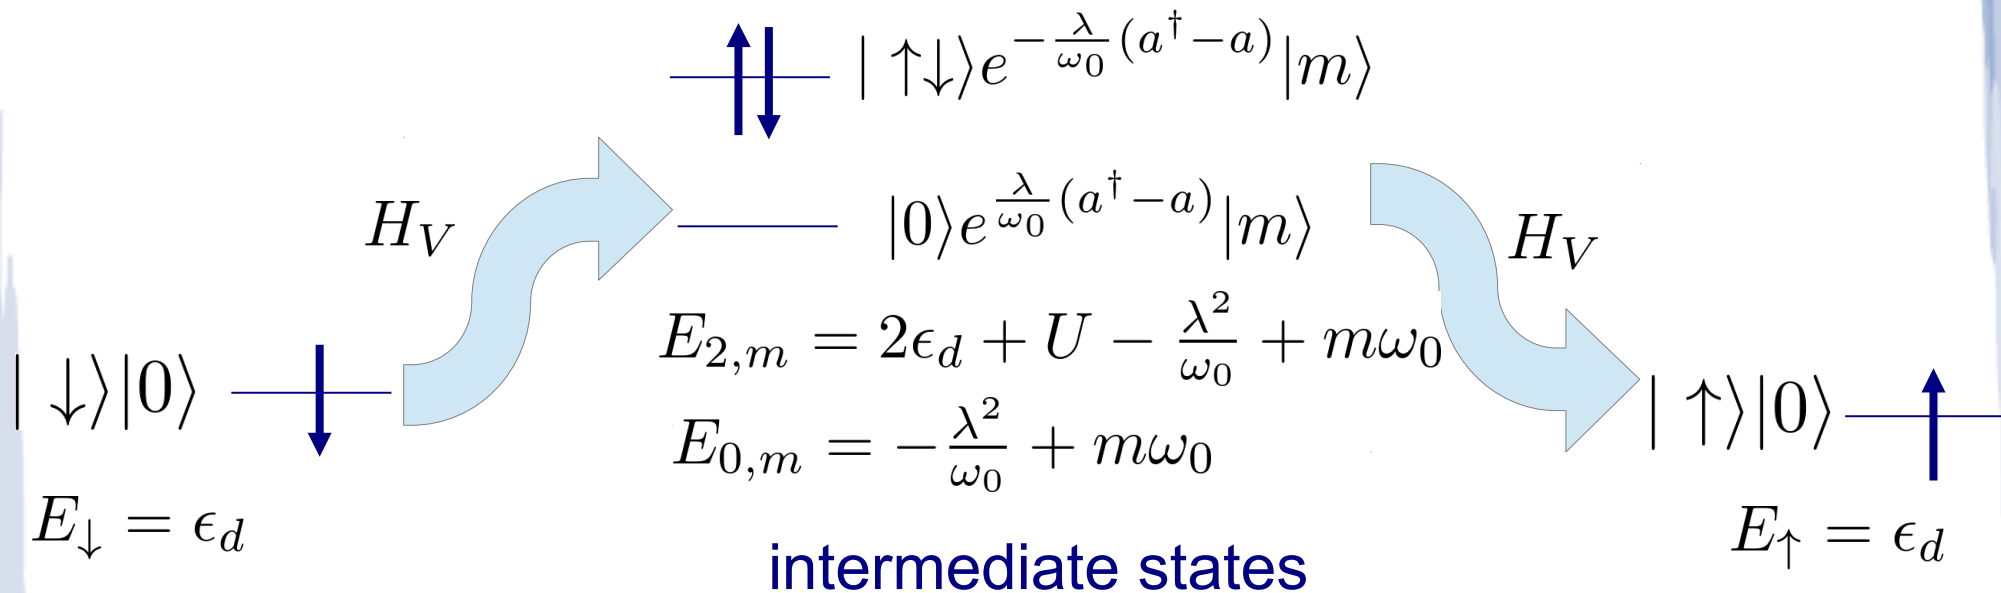 | ↑↓⟩e^{-\frac{λ}{ω_0}(a^†-a)}|m⟩
H_V
|0⟩e^{\frac{λ}{ω_0}(a^†-a)}|m⟩
H_V
E_{2,m} = 2ϵ_d + U - \frac{λ^2}{ω_0} + mω_0
| ↓⟩|0⟩
E_{0,m} = -\frac{λ^2}{ω_0} + mω_0
| ↑⟩|0⟩
E_↓ = ϵ_d
E_↑ = ϵ_d
intermediate states